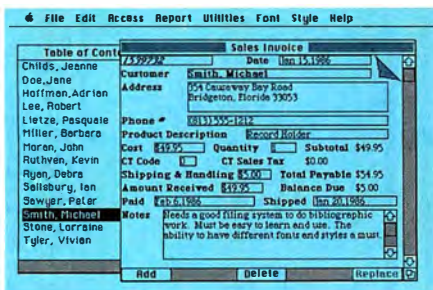 File Edit Access Report Utilities Font Style Help
Table of Conte
Childs, Jeanne
Doe, Jane
Hoffman, Adrian
Lee, Robert
Lietze, Pasquale
Miller, Barbara
Moran, John
Ruthven, Kevin
Ryan, Debra
Salisbury, Ian
Sawyer, Peter
Smith, Michael
Stone, Lorraine
Tyler, Vivian
Sales Invoice
Date Jan 15,1986
Customer Smith, Michael
Address 354 Causeway Bay Road
Bridgeton, Florida 33053
Phone # (813) 555-1212
Product Description Record Holder
Cost $49.95 Quantity 1 Subtotal $49.95
CT Code CT Sales Tax $0.00
Shipping & Handling $5.00 Total Payable $54.95
Amount Received $49.95 Balance Due $5.00
Paid Feb 6,1986 Shipped Jan 20,1986
Notes Needs a good filing system to do bibliographic
work. Must be easy to learn and use. The
ability to have different fonts and styles a must.
Add Delete Replace